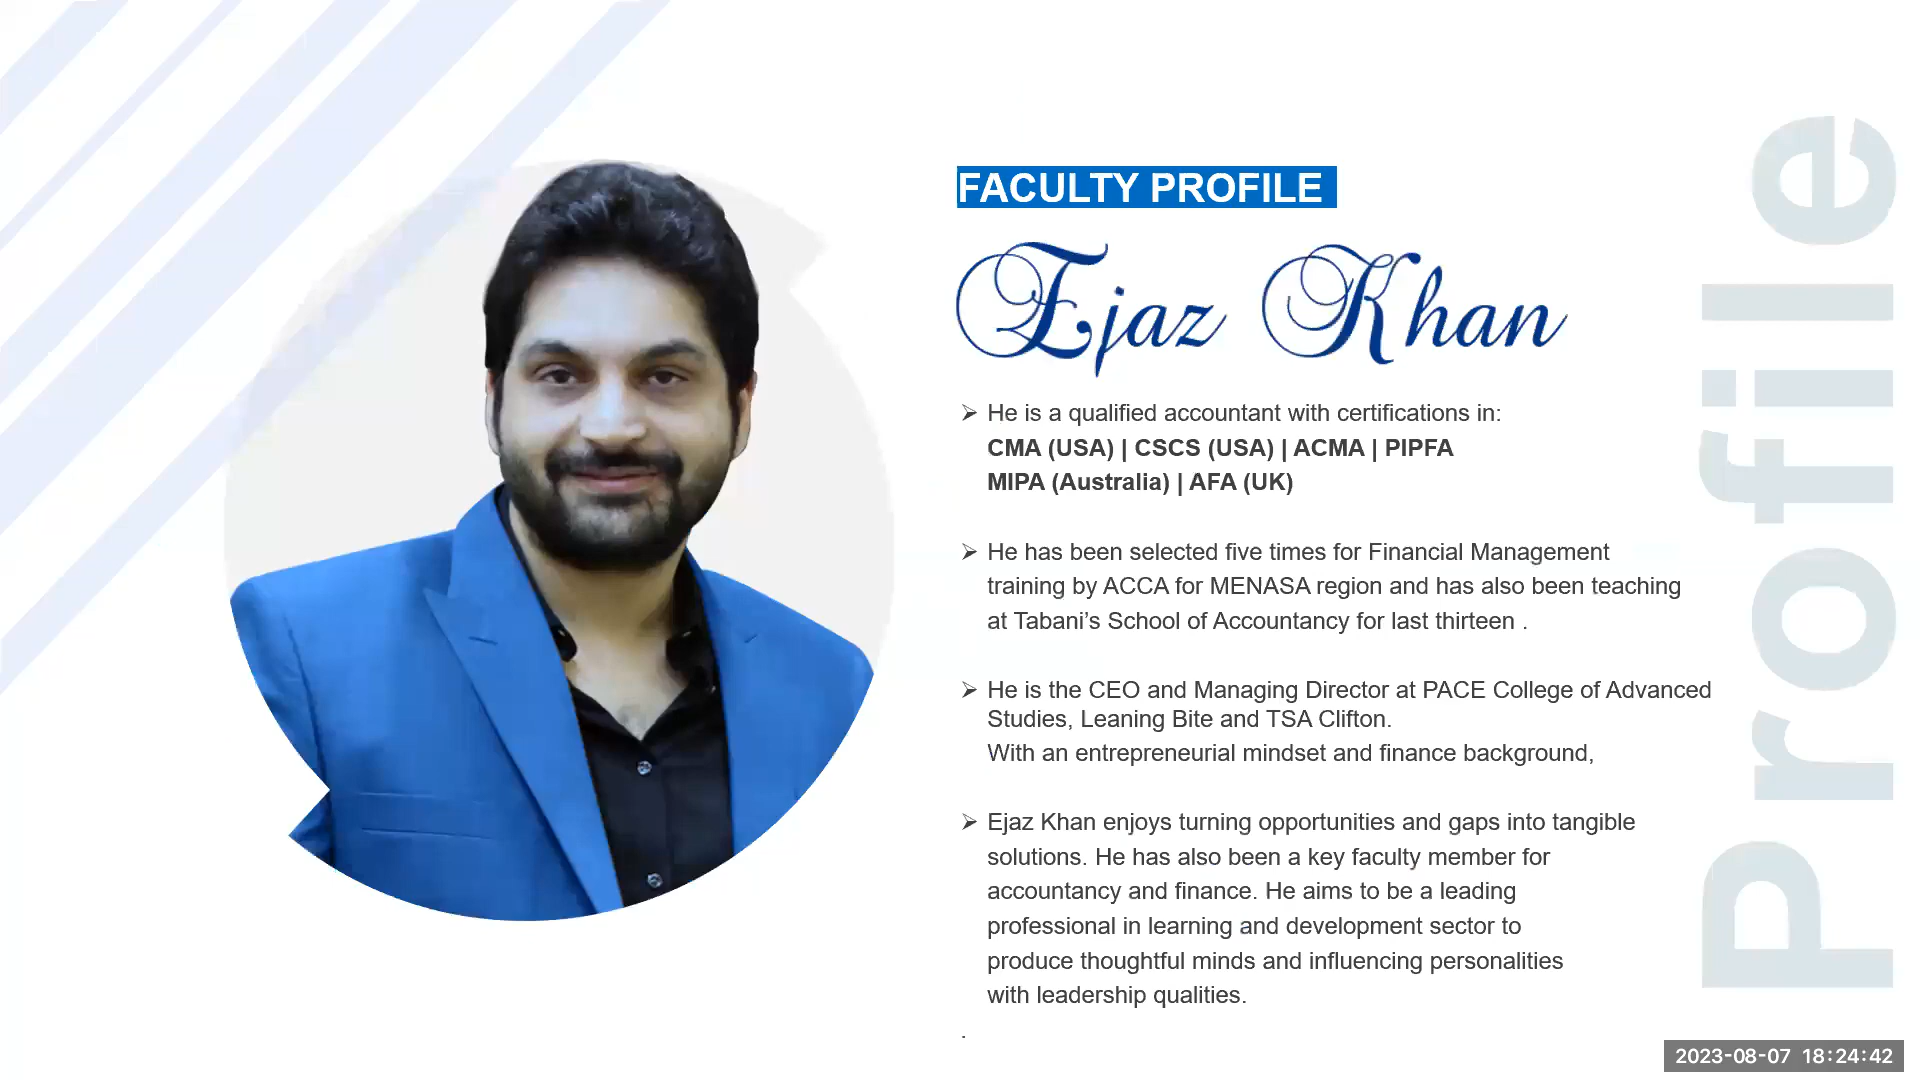 FACULTY PROFILE
Ejaz Khan
➢ He is a qualified accountant with certifications in:
CMA (USA) | CSCS (USA) | ACMA | PIPFA
MIPA (Australia) | AFA (UK)
➢ He has been selected five times for Financial Management
training by ACCA for MENASA region and has also been teaching
at Tabani’s School of Accountancy for last thirteen .
➢ He is the CEO and Managing Director at PACE College of Advanced
Studies, Leaning Bite and TSA Clifton.
With an entrepreneurial mindset and finance background,
➢ Ejaz Khan enjoys turning opportunities and gaps into tangible
solutions. He has also been a key faculty member for
accountancy and finance. He aims to be a leading
professional in learning and development sector to
produce thoughtful minds and influencing personalities
with leadership qualities.
.
Profile
2023-08-07 18:24:42